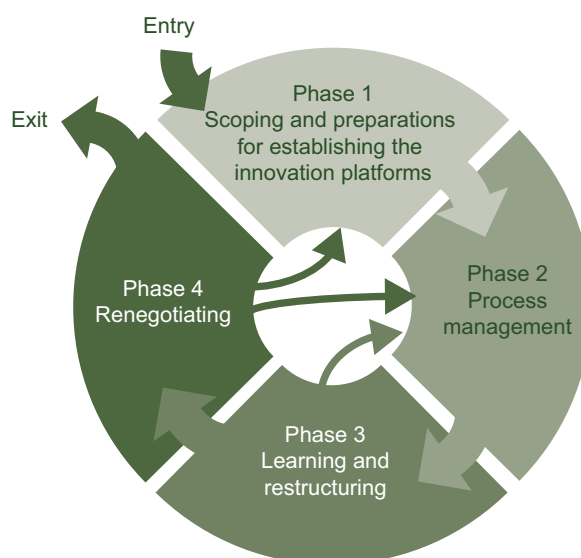 Entry
Exit
Phase 1
Scoping and preparations
for establishing the
innovation platforms
Phase 2
Process
management
Phase 3
Learning and
restructuring
Phase 4
Renegotiating